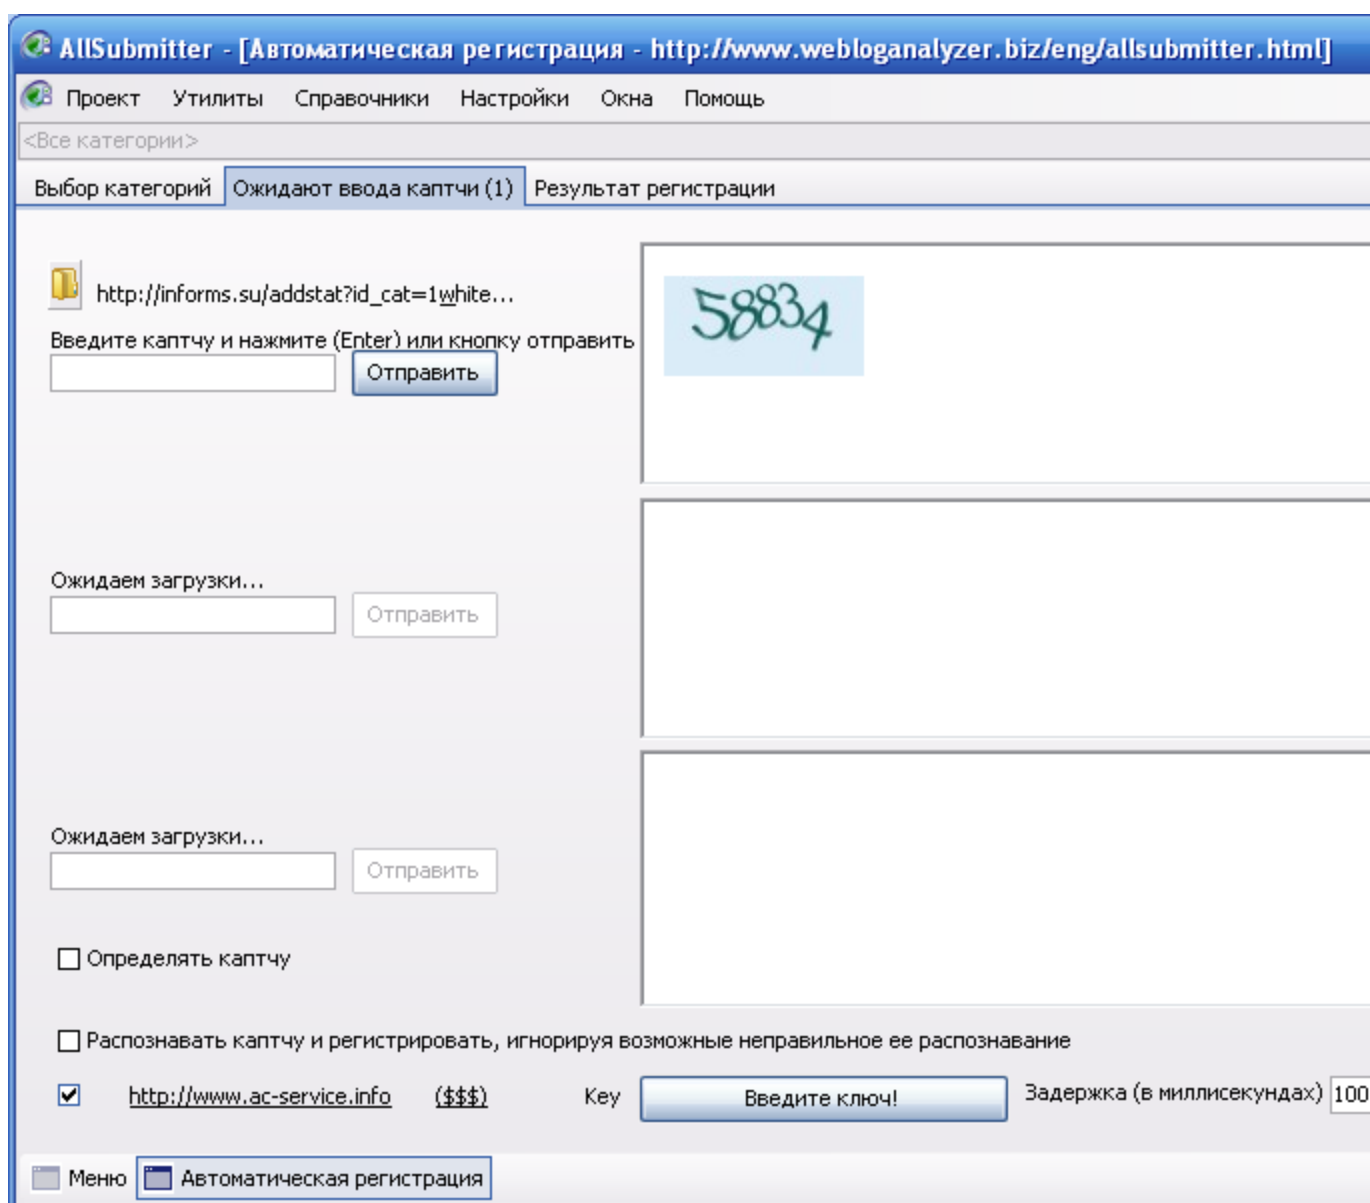 AllSubmitter - [Автоматическая регистрация - http://www.webloganalyzer.biz/eng/allsubmitter.html]
Проект Утилиты Справочники Настройки Окна Помощь
<Все категории>
Выбор категорий Ожидают ввода каптчи (1) Результат регистрации
http://informs.su/addstat?id_cat=1white...
58834
Введите каптчу и нажмите (Enter) или кнопку отправить
Отправить
Ожидаем загрузки...
Отправить
Ожидаем загрузки...
Отправить
Определять каптчу
Распознавать каптчу и регистрировать, игнорируя возможные неправильное ее распознавание
http://www.ac-service.info ($$$) Key Введите ключ! Задержка (в миллисекундах) 100
Меню Автоматическая регистрация